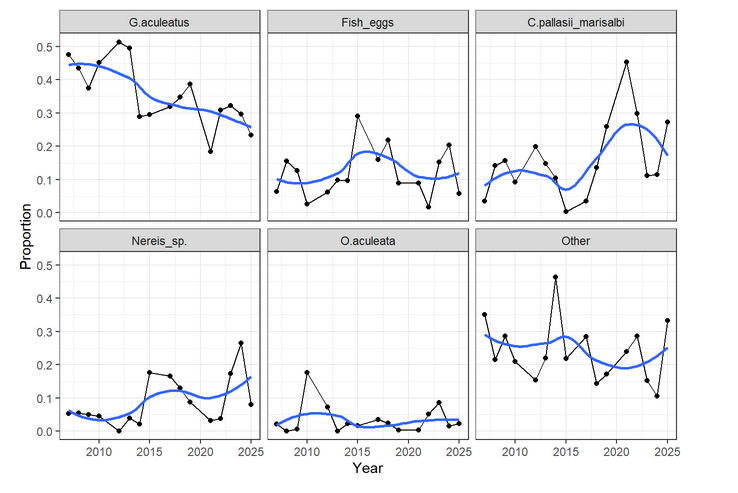 G.aculeatus Fish_eggs C.pallasii_marisalbi
0.5
0.4
0.3
0.2
0.1
0.0
Nereis_sp. O.aculeata Other
0.5
0.4
0.3
0.2
0.1
0.0
Proportion
2010 2015 2020 2025 2010 2015 2020 2025 2010 2015 2020 2025
Year